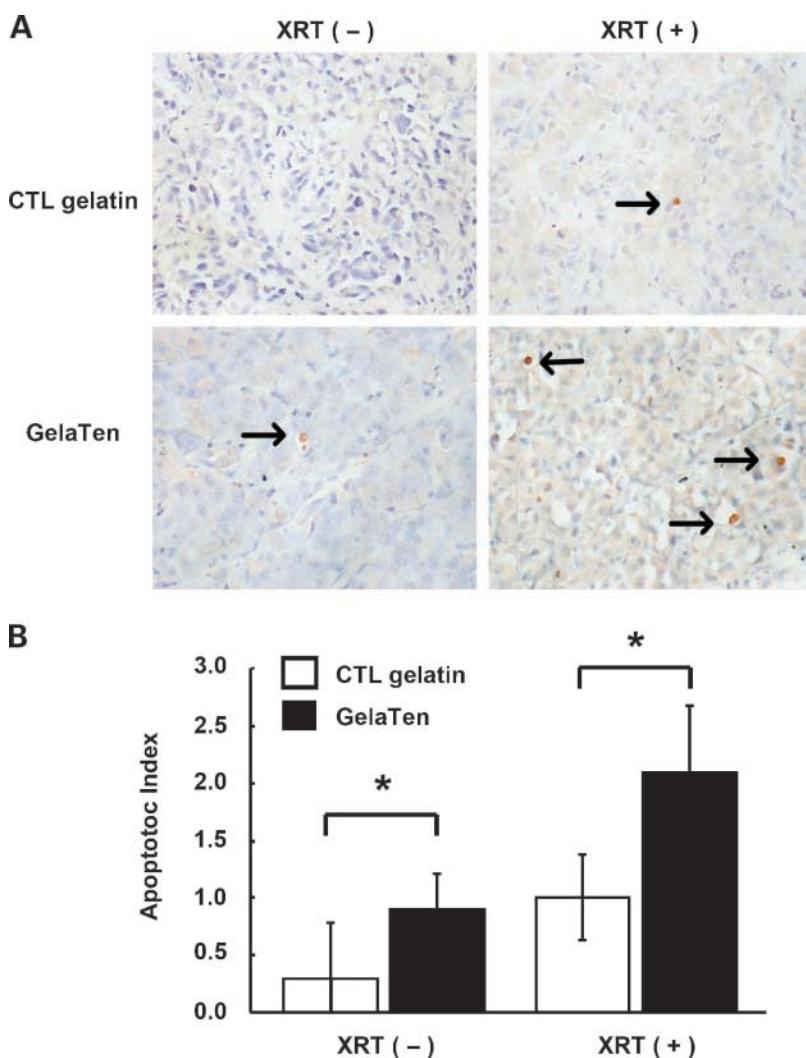 A
XRT ( – ) XRT ( + )
CTL gelatin
GelaTen
B
3.0
2.5
2.0
1.5
1.0
0.5
0.0
Apoptotoc Index
CTL gelatin
GelaTen
*
*
XRT ( – ) XRT ( + )